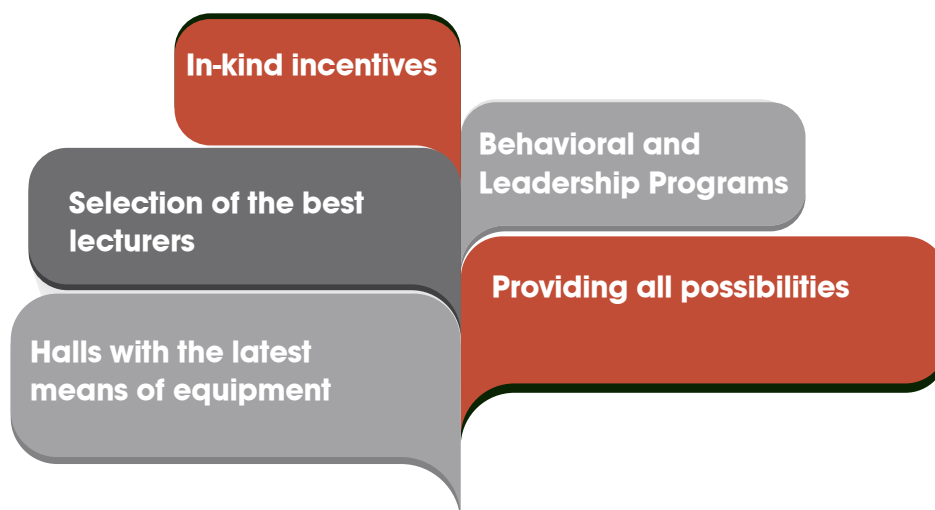 In-kind incentives
Behavioral and
Leadership Programs
Selection of the best
lecturers
Providing all possibilities
Halls with the latest
means of equipment